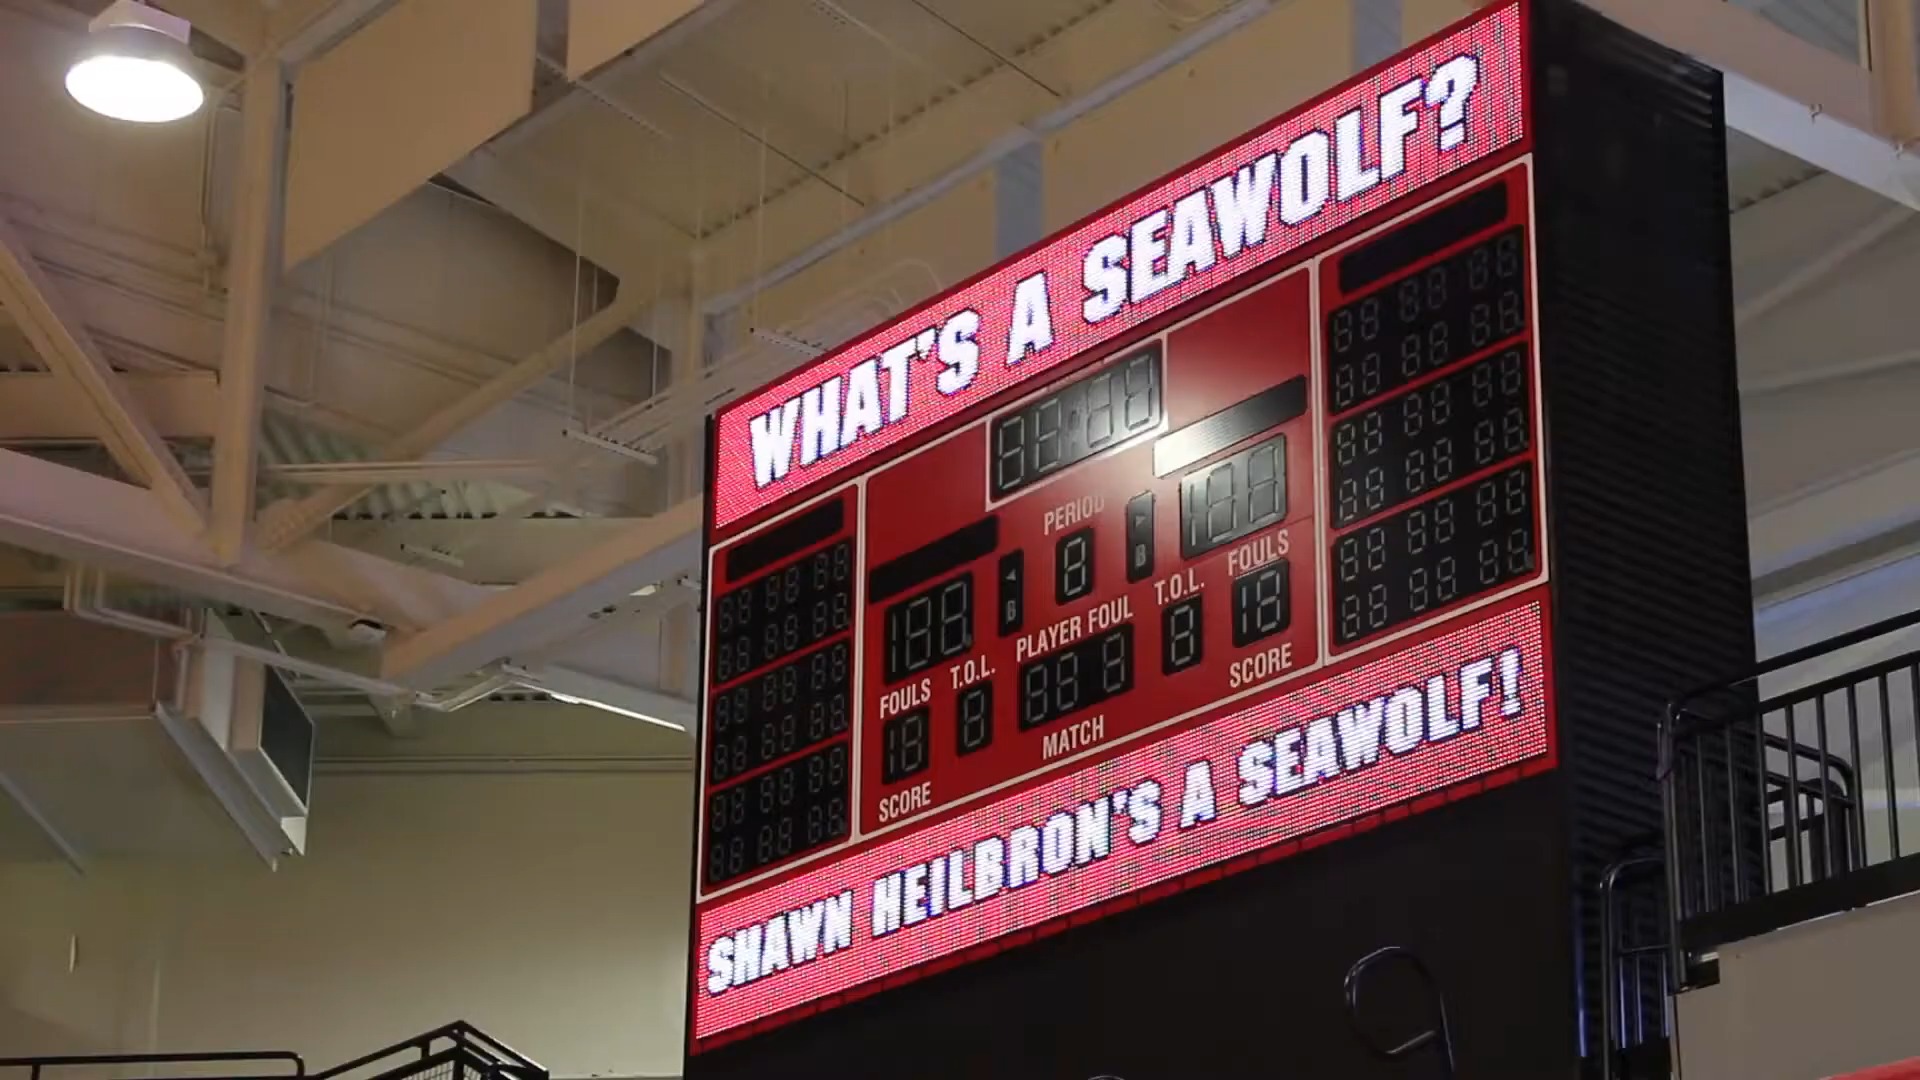 WHAT'S A SEAWOLF?
PERIOD
B
B
FOULS
T.O.L.
PLAYER FOUL
T.O.L.
FOULS
SCORE
MATCH
SCORE
SHAWN HEILBRON'S A SEAWOLF!